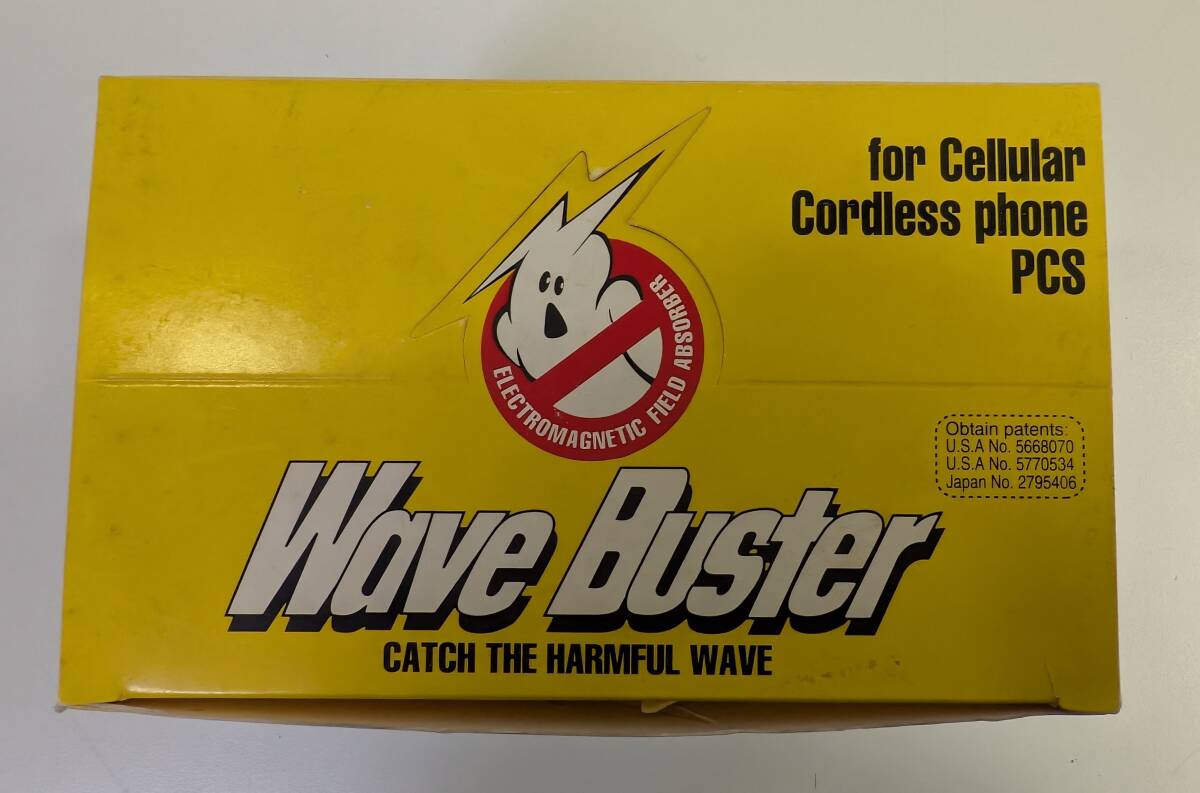 for Cellular
Cordless phone
PCS
ELECTROMAGNETIC FIELD ABSORBER
Obtain patents:
U.S.A No. 5668070
U.S.A No. 5770534
Japan No. 2795406
Wave Buster
CATCH THE HARMFUL WAVE